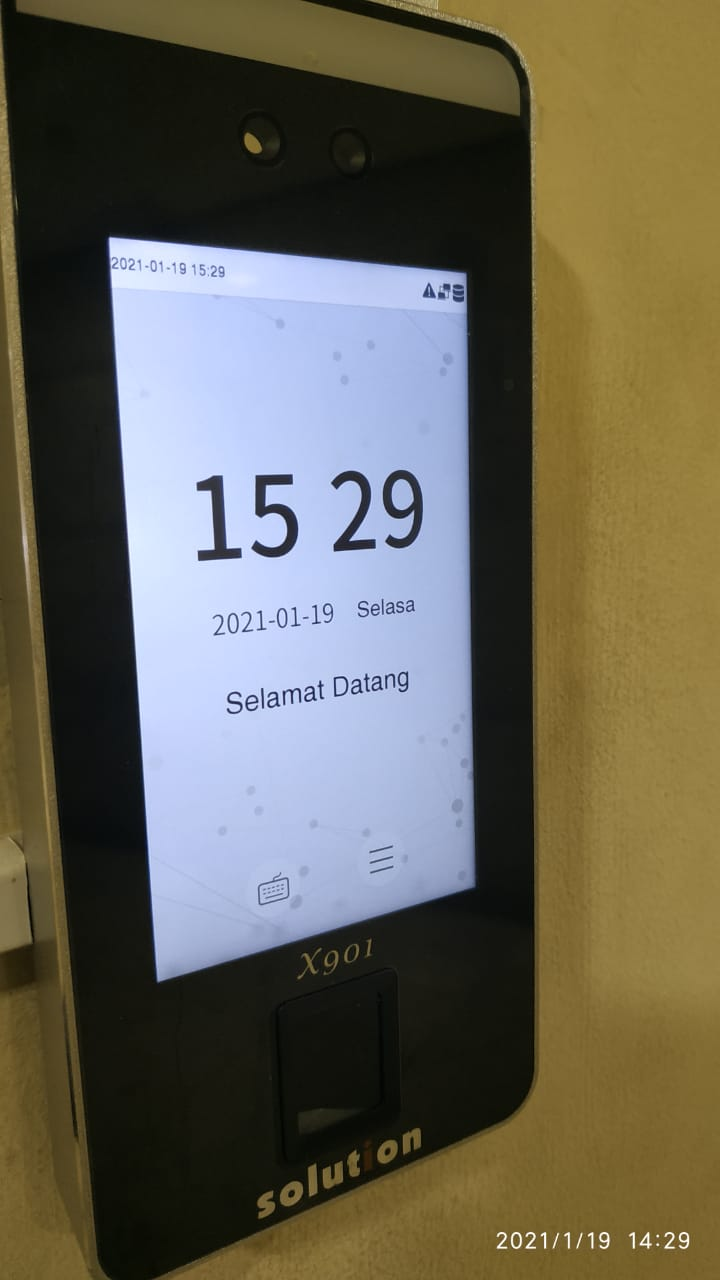 2021-01-19 15:29
15 29
2021-01-19 Selasa
Selamat Datang
X901
solution
2021/1/19 14:29